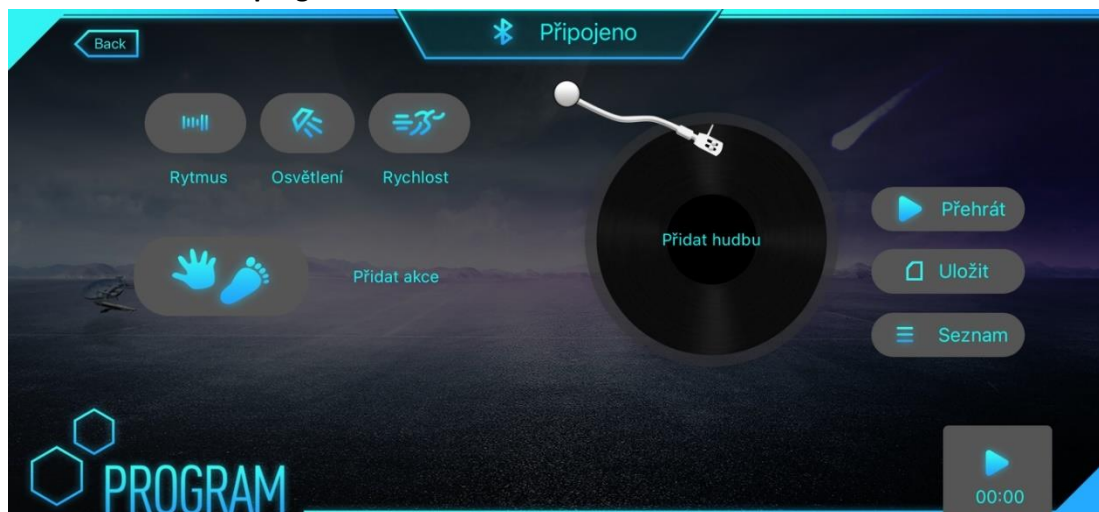 Připojeno
Back
Rytmus
Osvětlení
Rychlost
Přidat akce
Přidat hudbu
Přehrát
Uložit
Seznam
PROGRAM
00:00